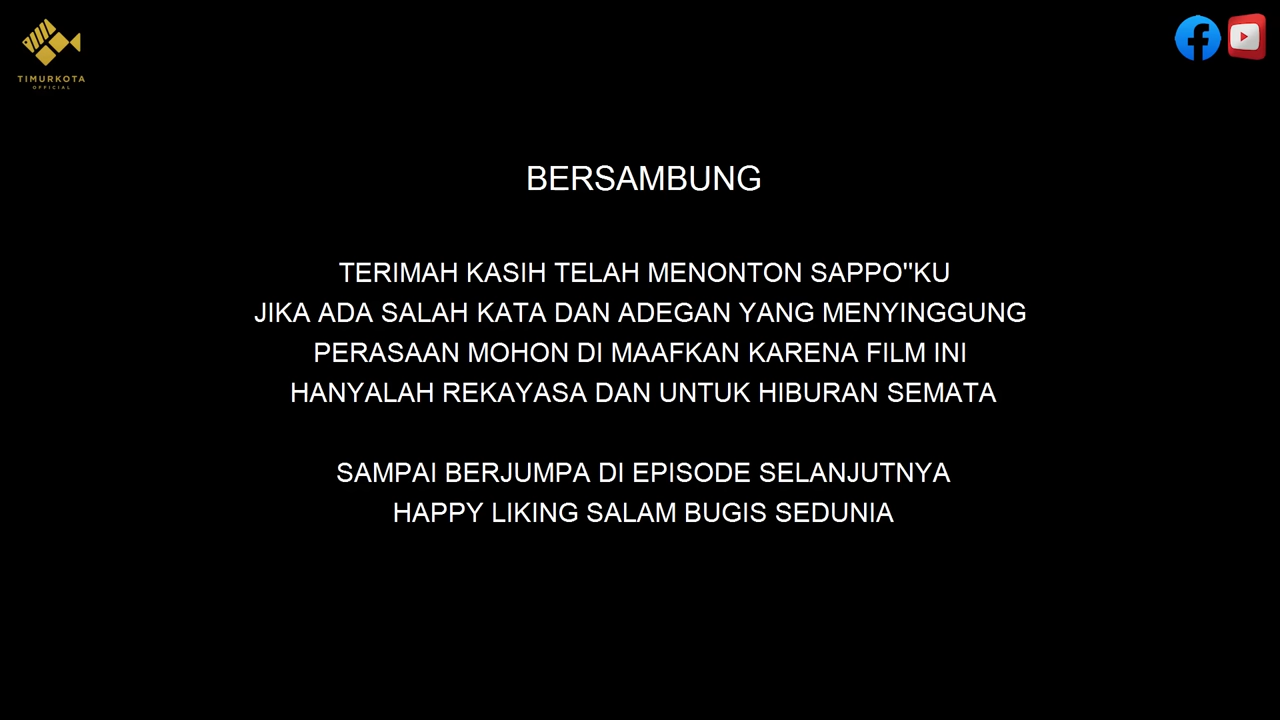 TIMURKOTA
OFFICIAL
BERSAMBUNG
TERIMAH KASIH TELAH MENONTON SAPPO"KU
JIKA ADA SALAH KATA DAN ADEGAN YANG MENYINGGUNG
PERASAAN MOHON DI MAAFKAN KARENA FILM INI
HANYALAH REKAYASA DAN UNTUK HIBURAN SEMATA
SAMPAI BERJUMPA DI EPISODE SELANJUTNYA
HAPPY LIKING SALAM BUGIS SEDUNIA